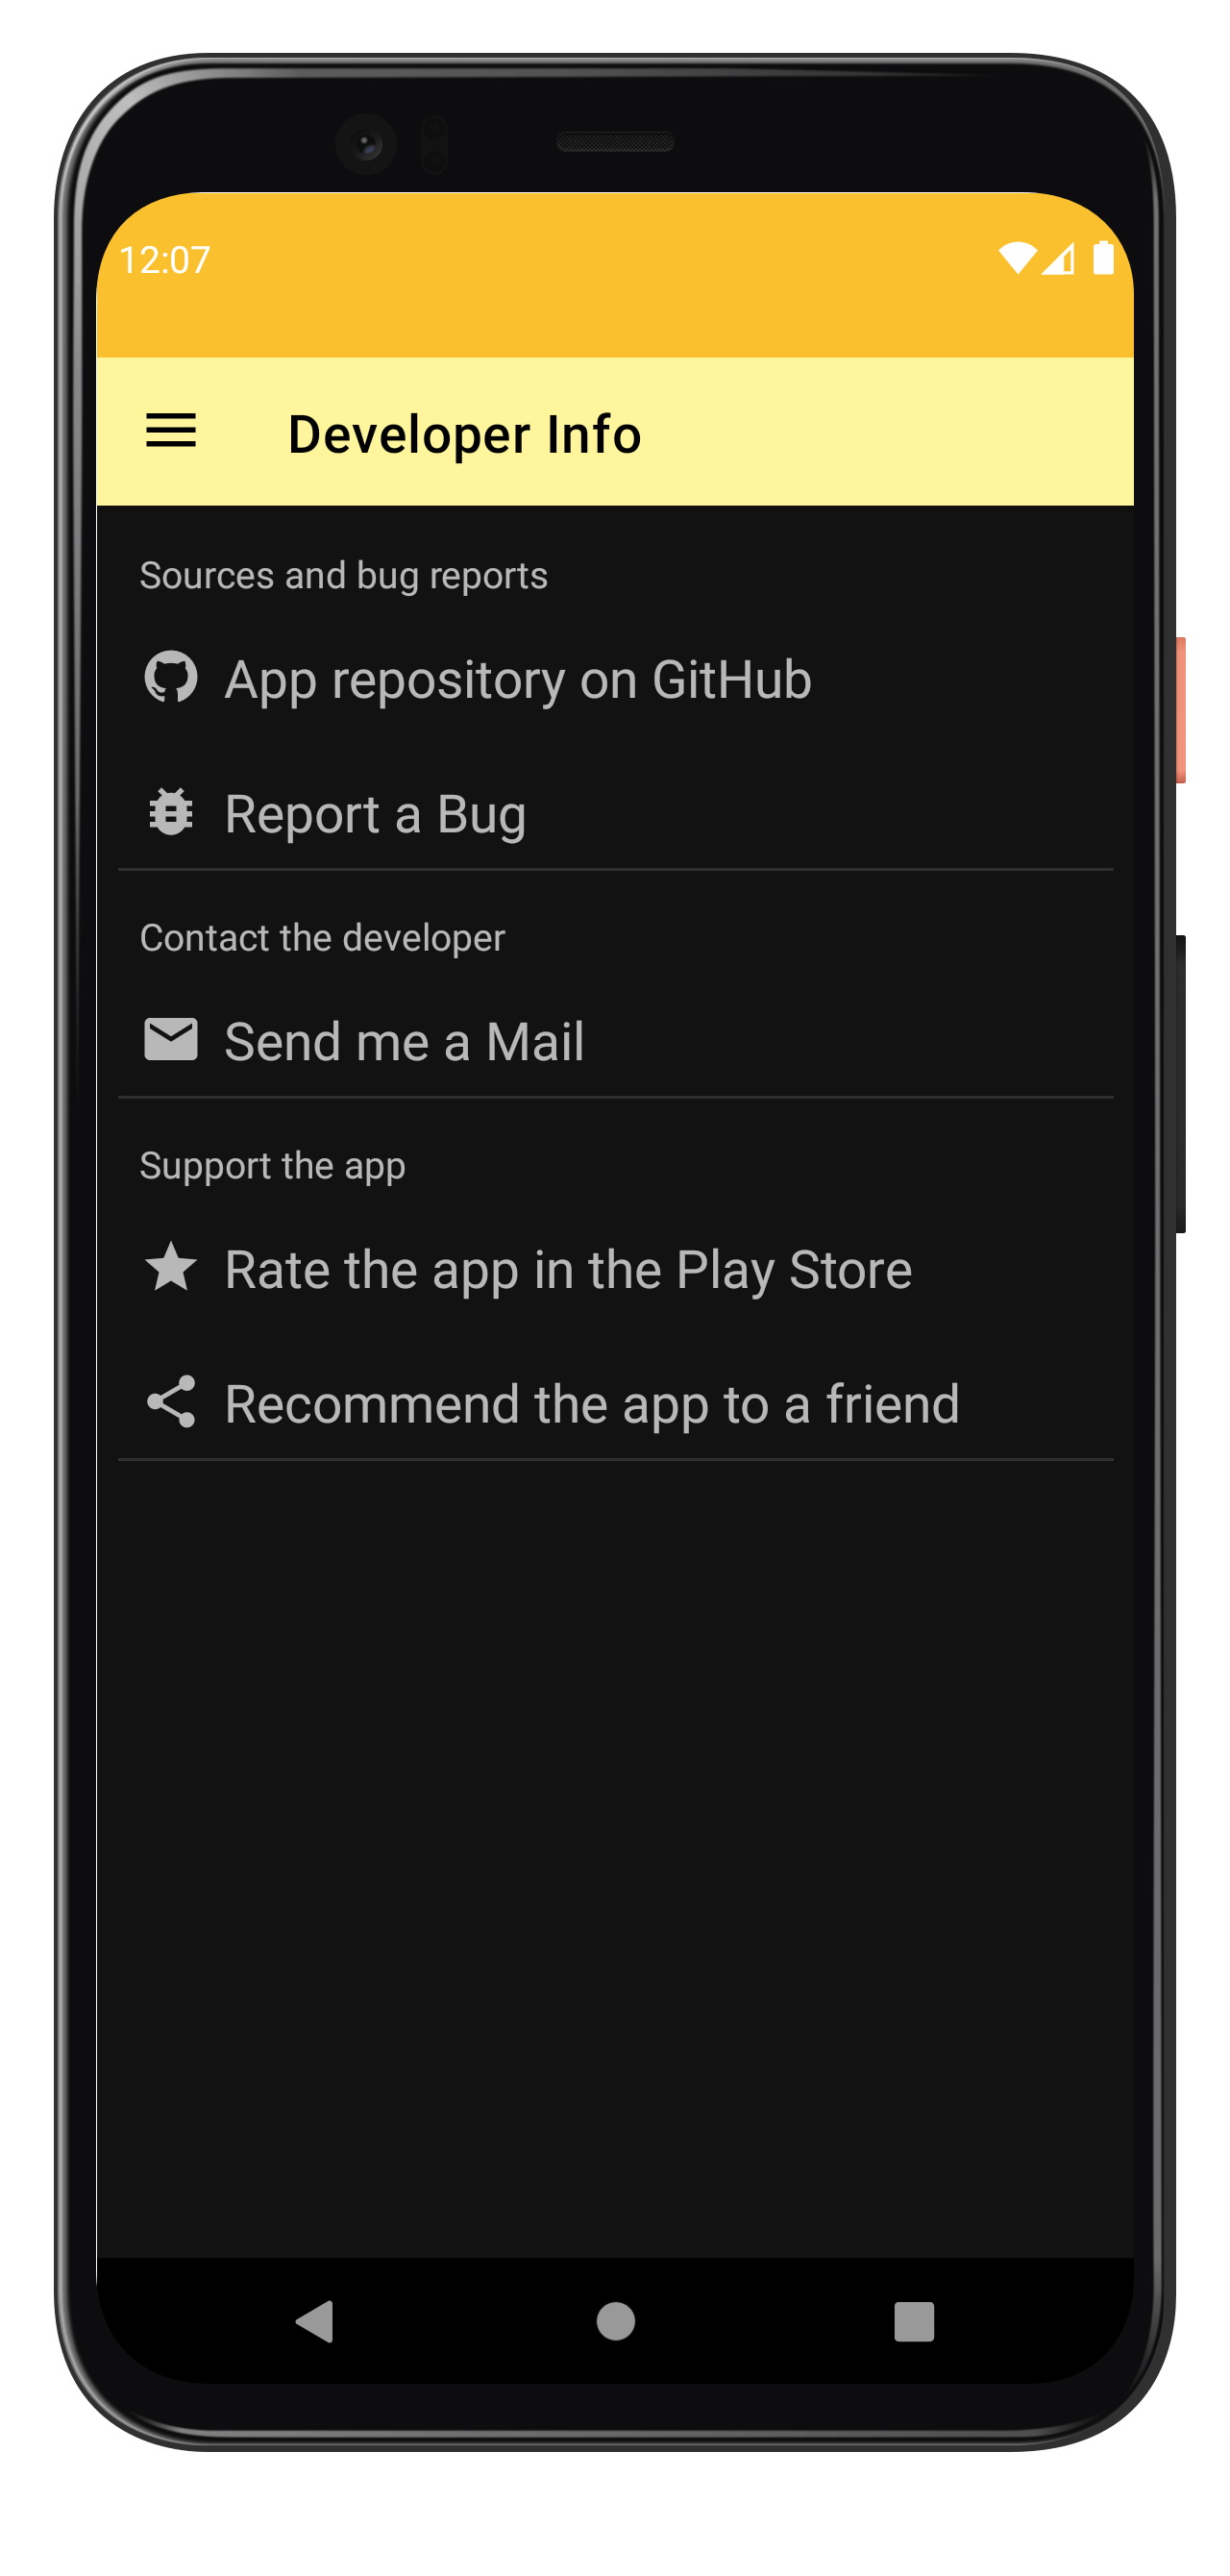 12:07
Developer Info
Sources and bug reports
App repository on GitHub
Report a Bug
Contact the developer
Send me a Mail
Support the app
Rate the app in the Play Store
Recommend the app to a friend